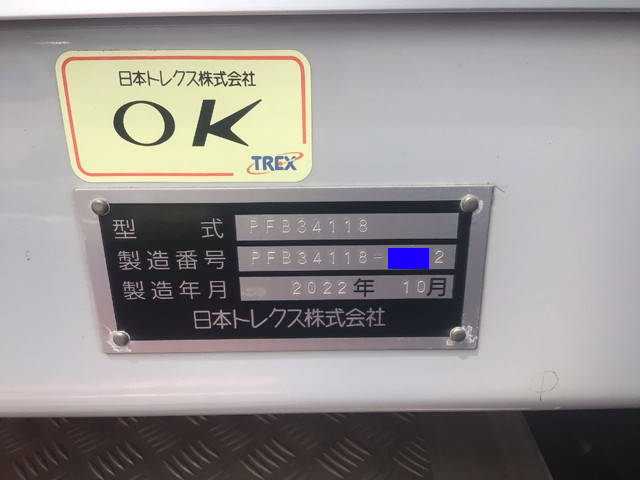 日本トレクス株式会社
OK
TREX
型 式 PFB34118
製造番号 PFB34118- 2
製造年月 2022年 10月
日本トレクス株式会社